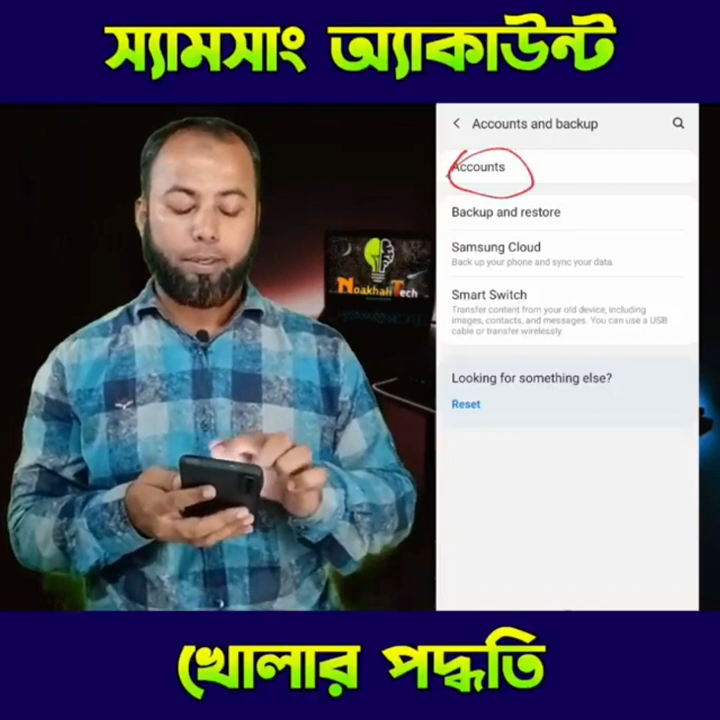 স্যামসাং অ্যাকাউন্ট
Accounts and backup
Accounts
Backup and restore
Samsung Cloud
Back up your phone and sync your data.
Smart Switch
Transfer content from your old device, including
images, contacts, and messages. You can use a USB
cable or transfer wirelessly.
Looking for something else?
Reset
Noakhali Tech
খোলার পদ্ধতি